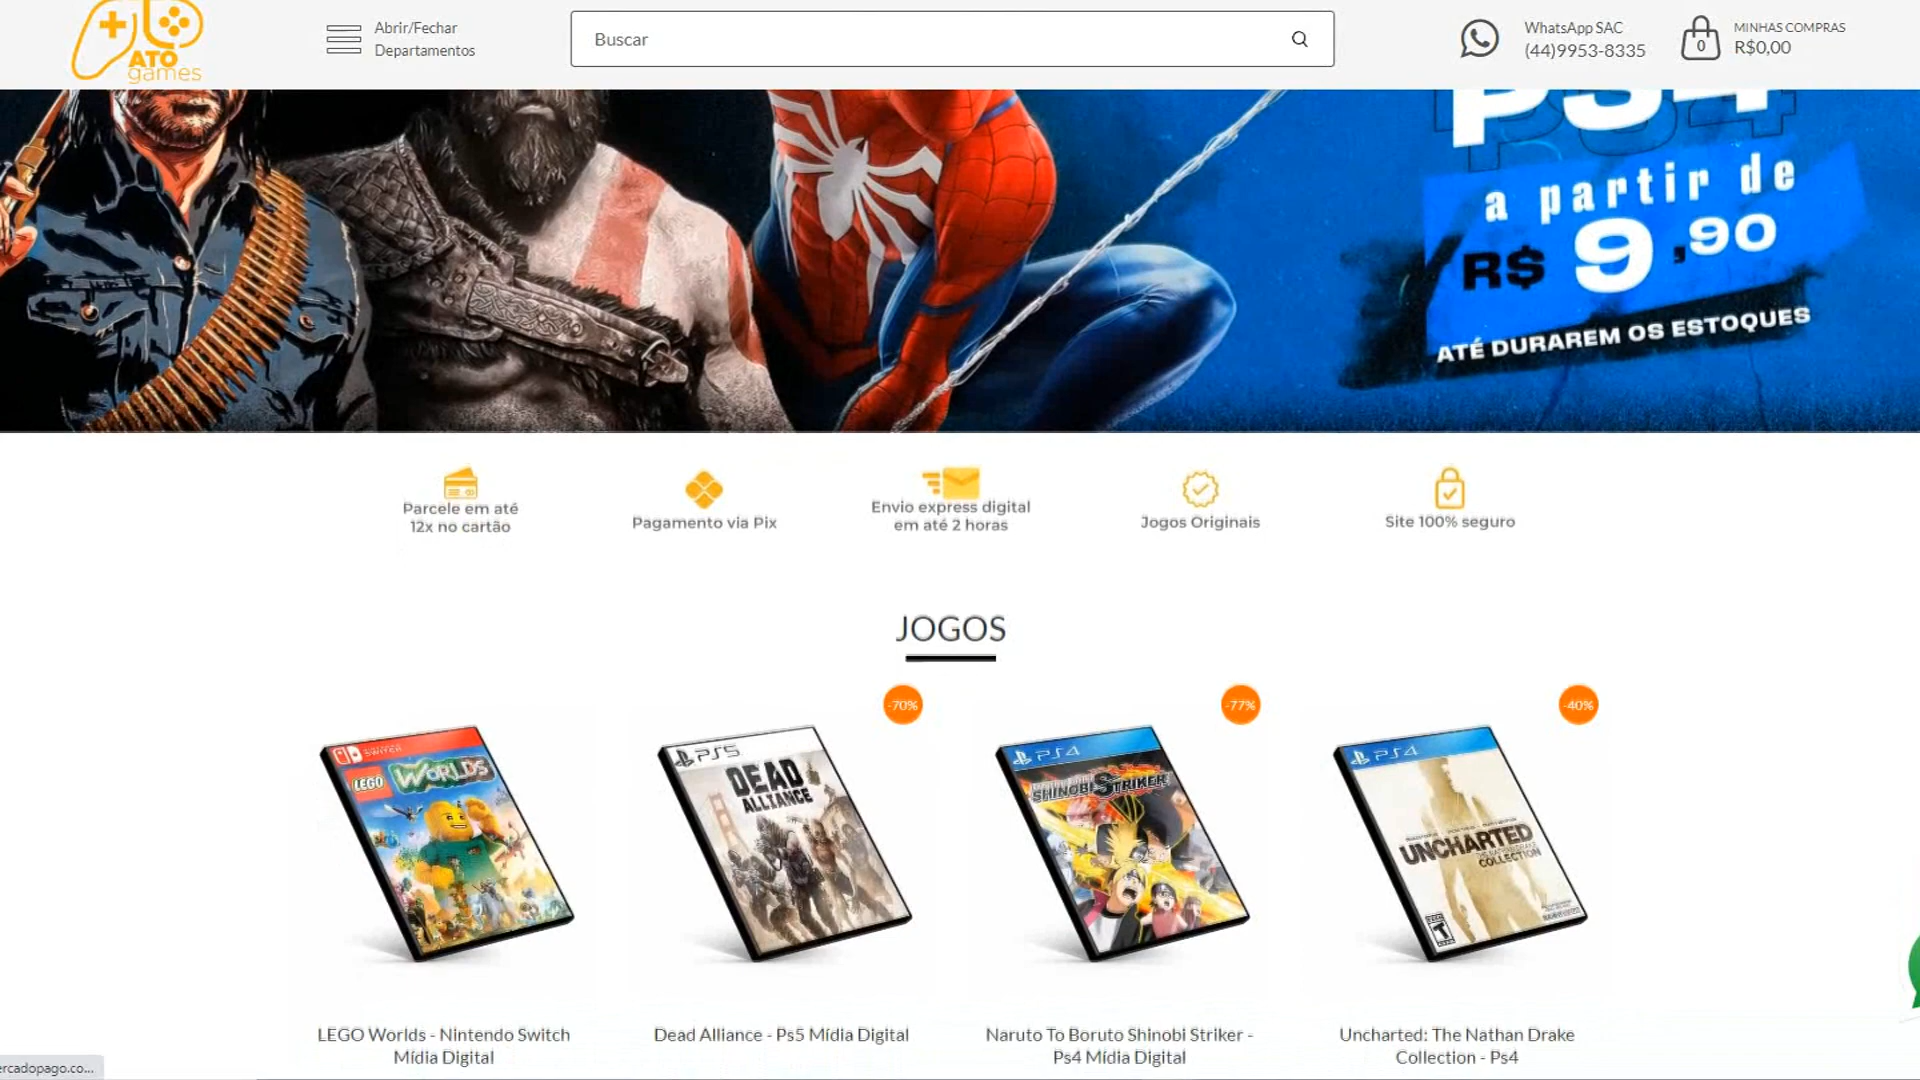 ATO
games
Abrir/Fechar
Departamentos
Buscar
WhatsApp SAC
(44)9953-8335
0
MINHAS COMPRAS
R$0,00
PS4
a partir de
R$ 9,90
ATÉ DURAREM OS ESTOQUES
Parcele em até
12x no cartão
Pagamento via Pix
Envio express digital
em até 2 horas
Jogos Originais
Site 100% seguro
JOGOS
-70%
-77%
-40%
LEGO WORLDS
PS5
DEAD
ALLIANCE
PS4
SHINOBI STRIKER
PS4
UNCHARTED
COLLECTION
T
LEGO Worlds - Nintendo Switch
Mídia Digital
Dead Alliance - Ps5 Mídia Digital
Naruto To Boruto Shinobi Striker -
Ps4 Mídia Digital
Uncharted: The Nathan Drake
Collection - Ps4
ercadopago.co...